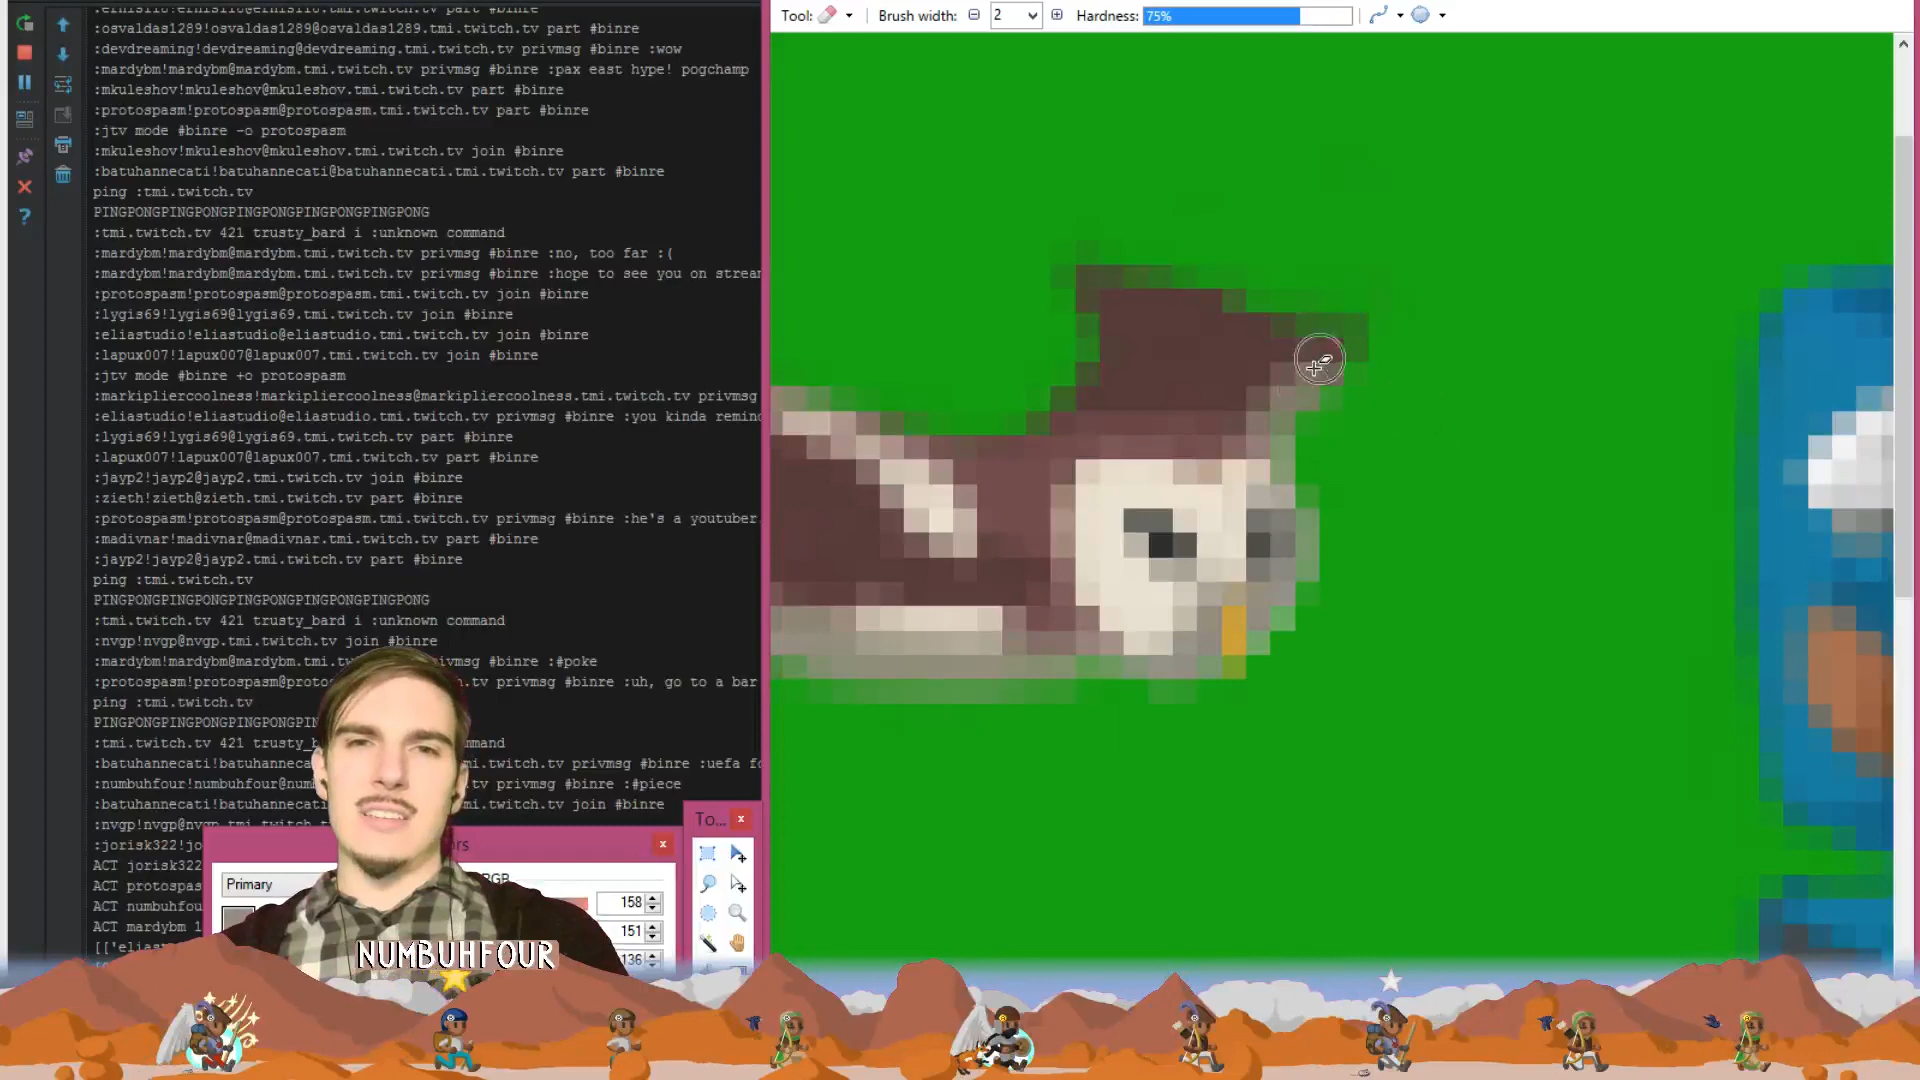 Tool:
Brush width:
2
Hardness:
75%
:osvaldas1289!osvaldas1289@osvaldas1289.tmi.twitch.tv part #binre
:devdreaming!devdreaming@devdreaming.tmi.twitch.tv privmsg #binre :wow
:mardybm!mardybm@mardybm.tmi.twitch.tv privmsg #binre :pax east hype! pogchamp
:mkuleshov!mkuleshov@mkuleshov.tmi.twitch.tv part #binre
:protospasm!protospasm@protospasm.tmi.twitch.tv part #binre
:jtv mode #binre -o protospasm
:mkuleshov!mkuleshov@mkuleshov.tmi.twitch.tv join #binre
:batuhannecati!batuhannecati@batuhannecati.tmi.twitch.tv part #binre
ping :tmi.twitch.tv
PINGPONGPINGPONGPINGPONGPINGPONGPINGPONG
:tmi.twitch.tv 421 trusty_bard i :unknown command
:mardybm!mardybm@mardybm.tmi.twitch.tv privmsg #binre :no, too far :(
:mardybm!mardybm@mardybm.tmi.twitch.tv privmsg #binre :hope to see you on stream
:protospasm!protospasm@protospasm.tmi.twitch.tv join #binre
:lygis69!lygis69@lygis69.tmi.twitch.tv join #binre
:eliastudio!eliastudio@eliastudio.tmi.twitch.tv join #binre
:lapux007!lapux007@lapux007.tmi.twitch.tv join #binre
:jtv mode #binre +o protospasm
:markipliercoolness!markipliercoolness@markipliercoolness.tmi.twitch.tv privmsg
:eliastudio!eliastudio@eliastudio.tmi.twitch.tv privmsg #binre :you kinda remin
:lygis69!lygis69@lygis69.tmi.twitch.tv part #binre
:lapux007!lapux007@lapux007.tmi.twitch.tv part #binre
:jayp2!jayp2@jayp2.tmi.twitch.tv join #binre
:zieth!zieth@zieth.tmi.twitch.tv part #binre
:protospasm!protospasm@protospasm.tmi.twitch.tv privmsg #binre :he's a youtuber.
:madivnar!madivnar@madivnar.tmi.twitch.tv part #binre
:jayp2!jayp2@jayp2.tmi.twitch.tv part #binre
ping :tmi.twitch.tv
PINGPONGPINGPONGPINGPONGPINGPONGPINGPONG
:tmi.twitch.tv 421 trusty_bard i :unknown command
:nvgp!nvgp@nvgp.tmi.twitch.tv join #binre
:mardybm!mardybm@mardybm.tmi. vmsg #binre :#poke
:protospasm!protospasm@proto h.tv privmsg #binre :uh, go to a bar
ping :tmi.twitch.tv
PINGPONGPINGPONGPINGPONGPIN
:tmi.twitch.tv 421 trusty_b mmand
:batuhannecati!batuhannecat mi.twitch.tv privmsg #binre :uefa f
:numbuhfour!numbuhfour@num tv privmsg #binre :#piece
:batuhannecati!batuhannecat mi.twitch.tv join #binre
:nvgp!nvgp@nvgp.tmi.twitch.t
:jorisk322!jo
ACT jorisk322
ACT protospas
ACT numbuhfou
ACT mardybm 1
To...
Primary
RGB
158
151
136
NUMBUHFOUR